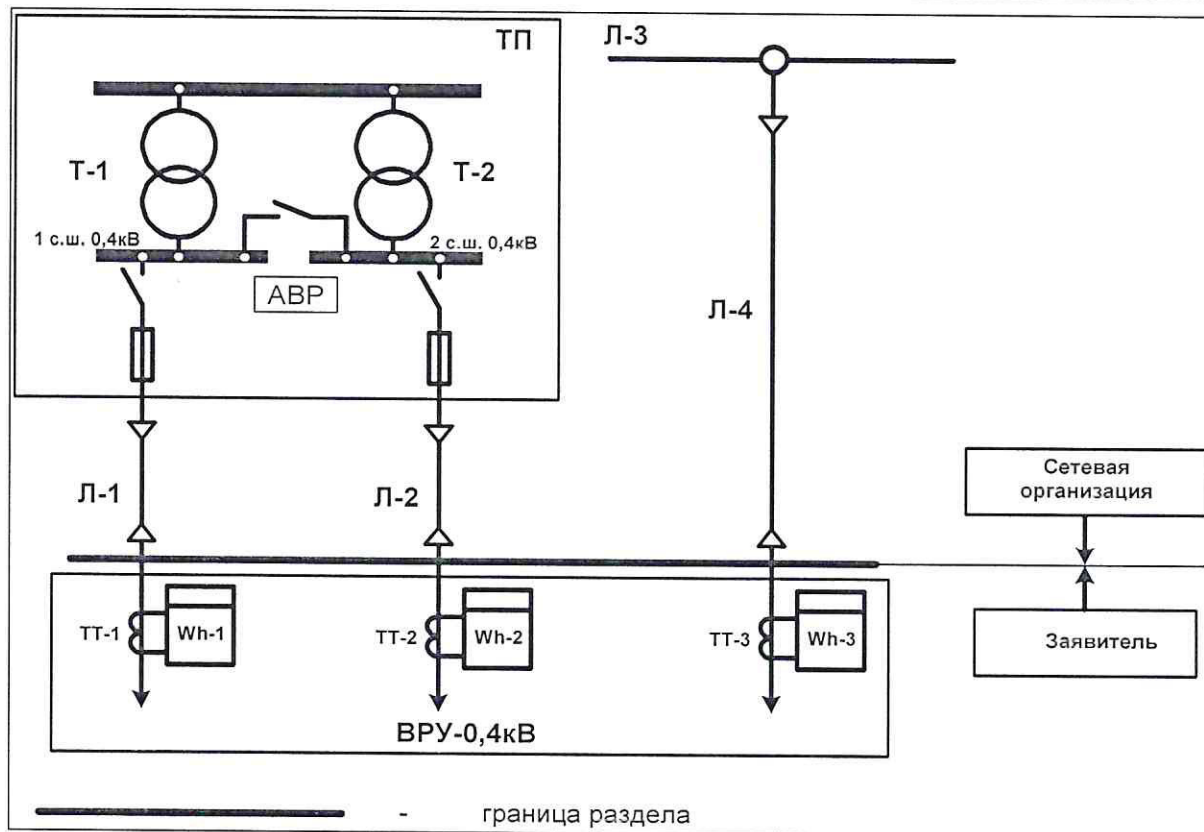 ТП
Л-3
Т-1
Т-2
1 с.ш. 0,4кВ
2 с.ш. 0,4кВ
АВР
Л-4
Л-1
Л-2
Сетевая
организация
ТТ-1
Wh-1
ТТ-2
Wh-2
ТТ-3
Wh-3
Заявитель
ВРУ-0,4кВ
- граница раздела